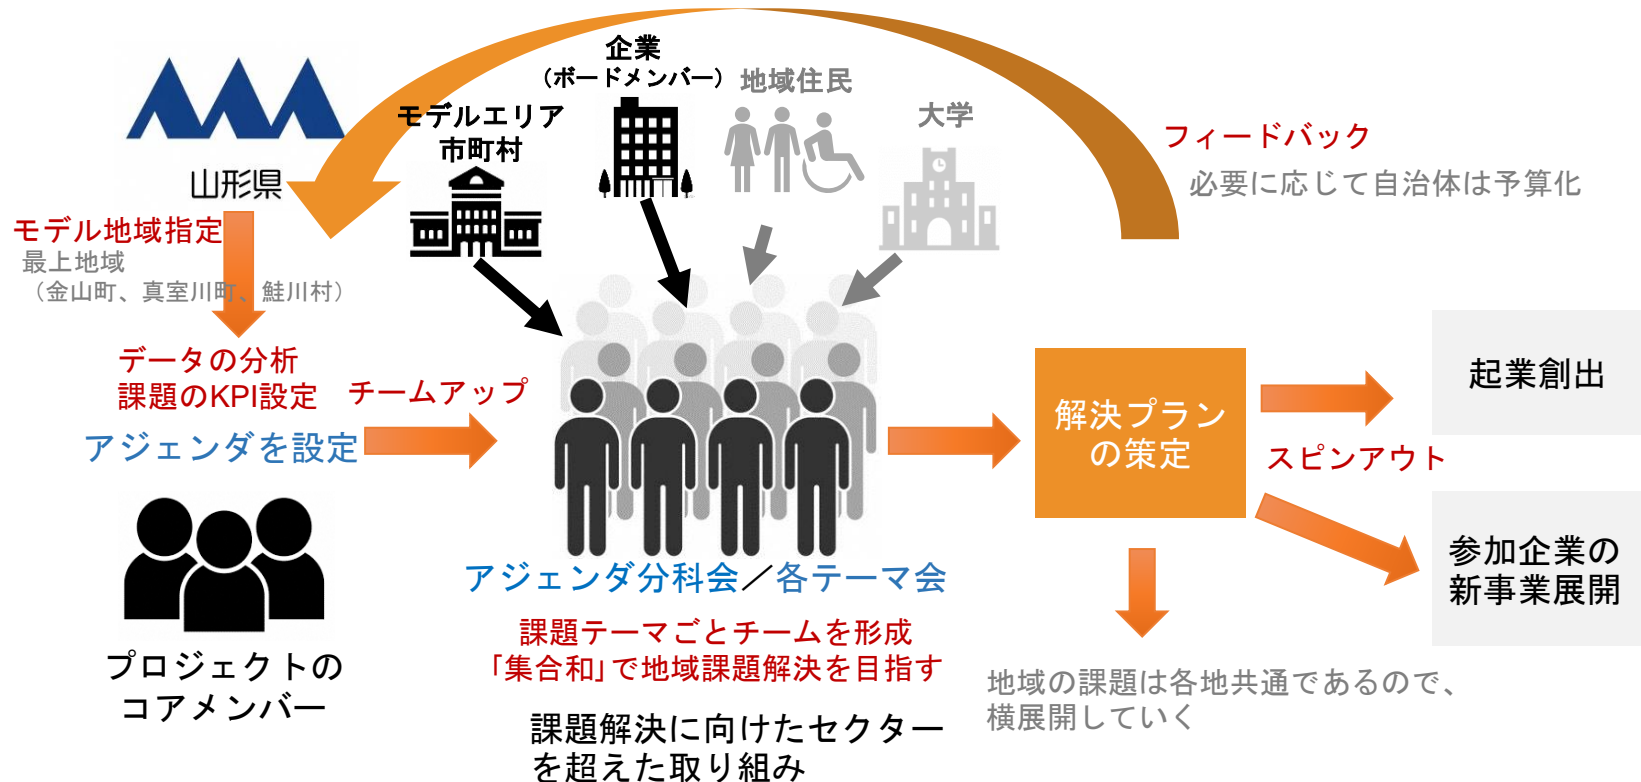 企業
（ボードメンバー）
地域住民
モデルエリア
市町村
大学
山形県
フィードバック
必要に応じて自治体は予算化
モデル地域指定
最上地域
（金山町、真室川町、鮭川村）
データの分析
課題のKPI設定
アジェンダを設定
チームアップ
プロジェクトの
コアメンバー
アジェンダ分科会／各テーマ会
課題テーマごとチームを形成
「集合和」で地域課題解決を目指す
課題解決に向けたセクター
を超えた取り組み
解決プラン
の策定
スピンアウト
起業創出
参加企業の
新事業展開
地域の課題は各地共通であるので、
横展開していく